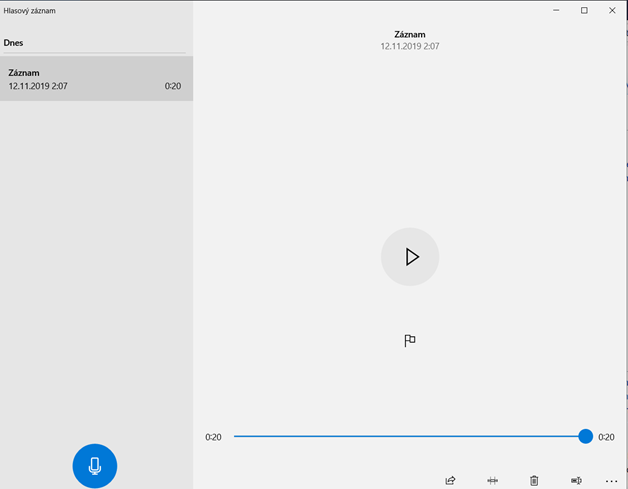 Hlasový záznam
Dnes
Záznam
12.11.2019 2:07 0:20
Záznam
12.11.2019 2:07
0:20 0:20